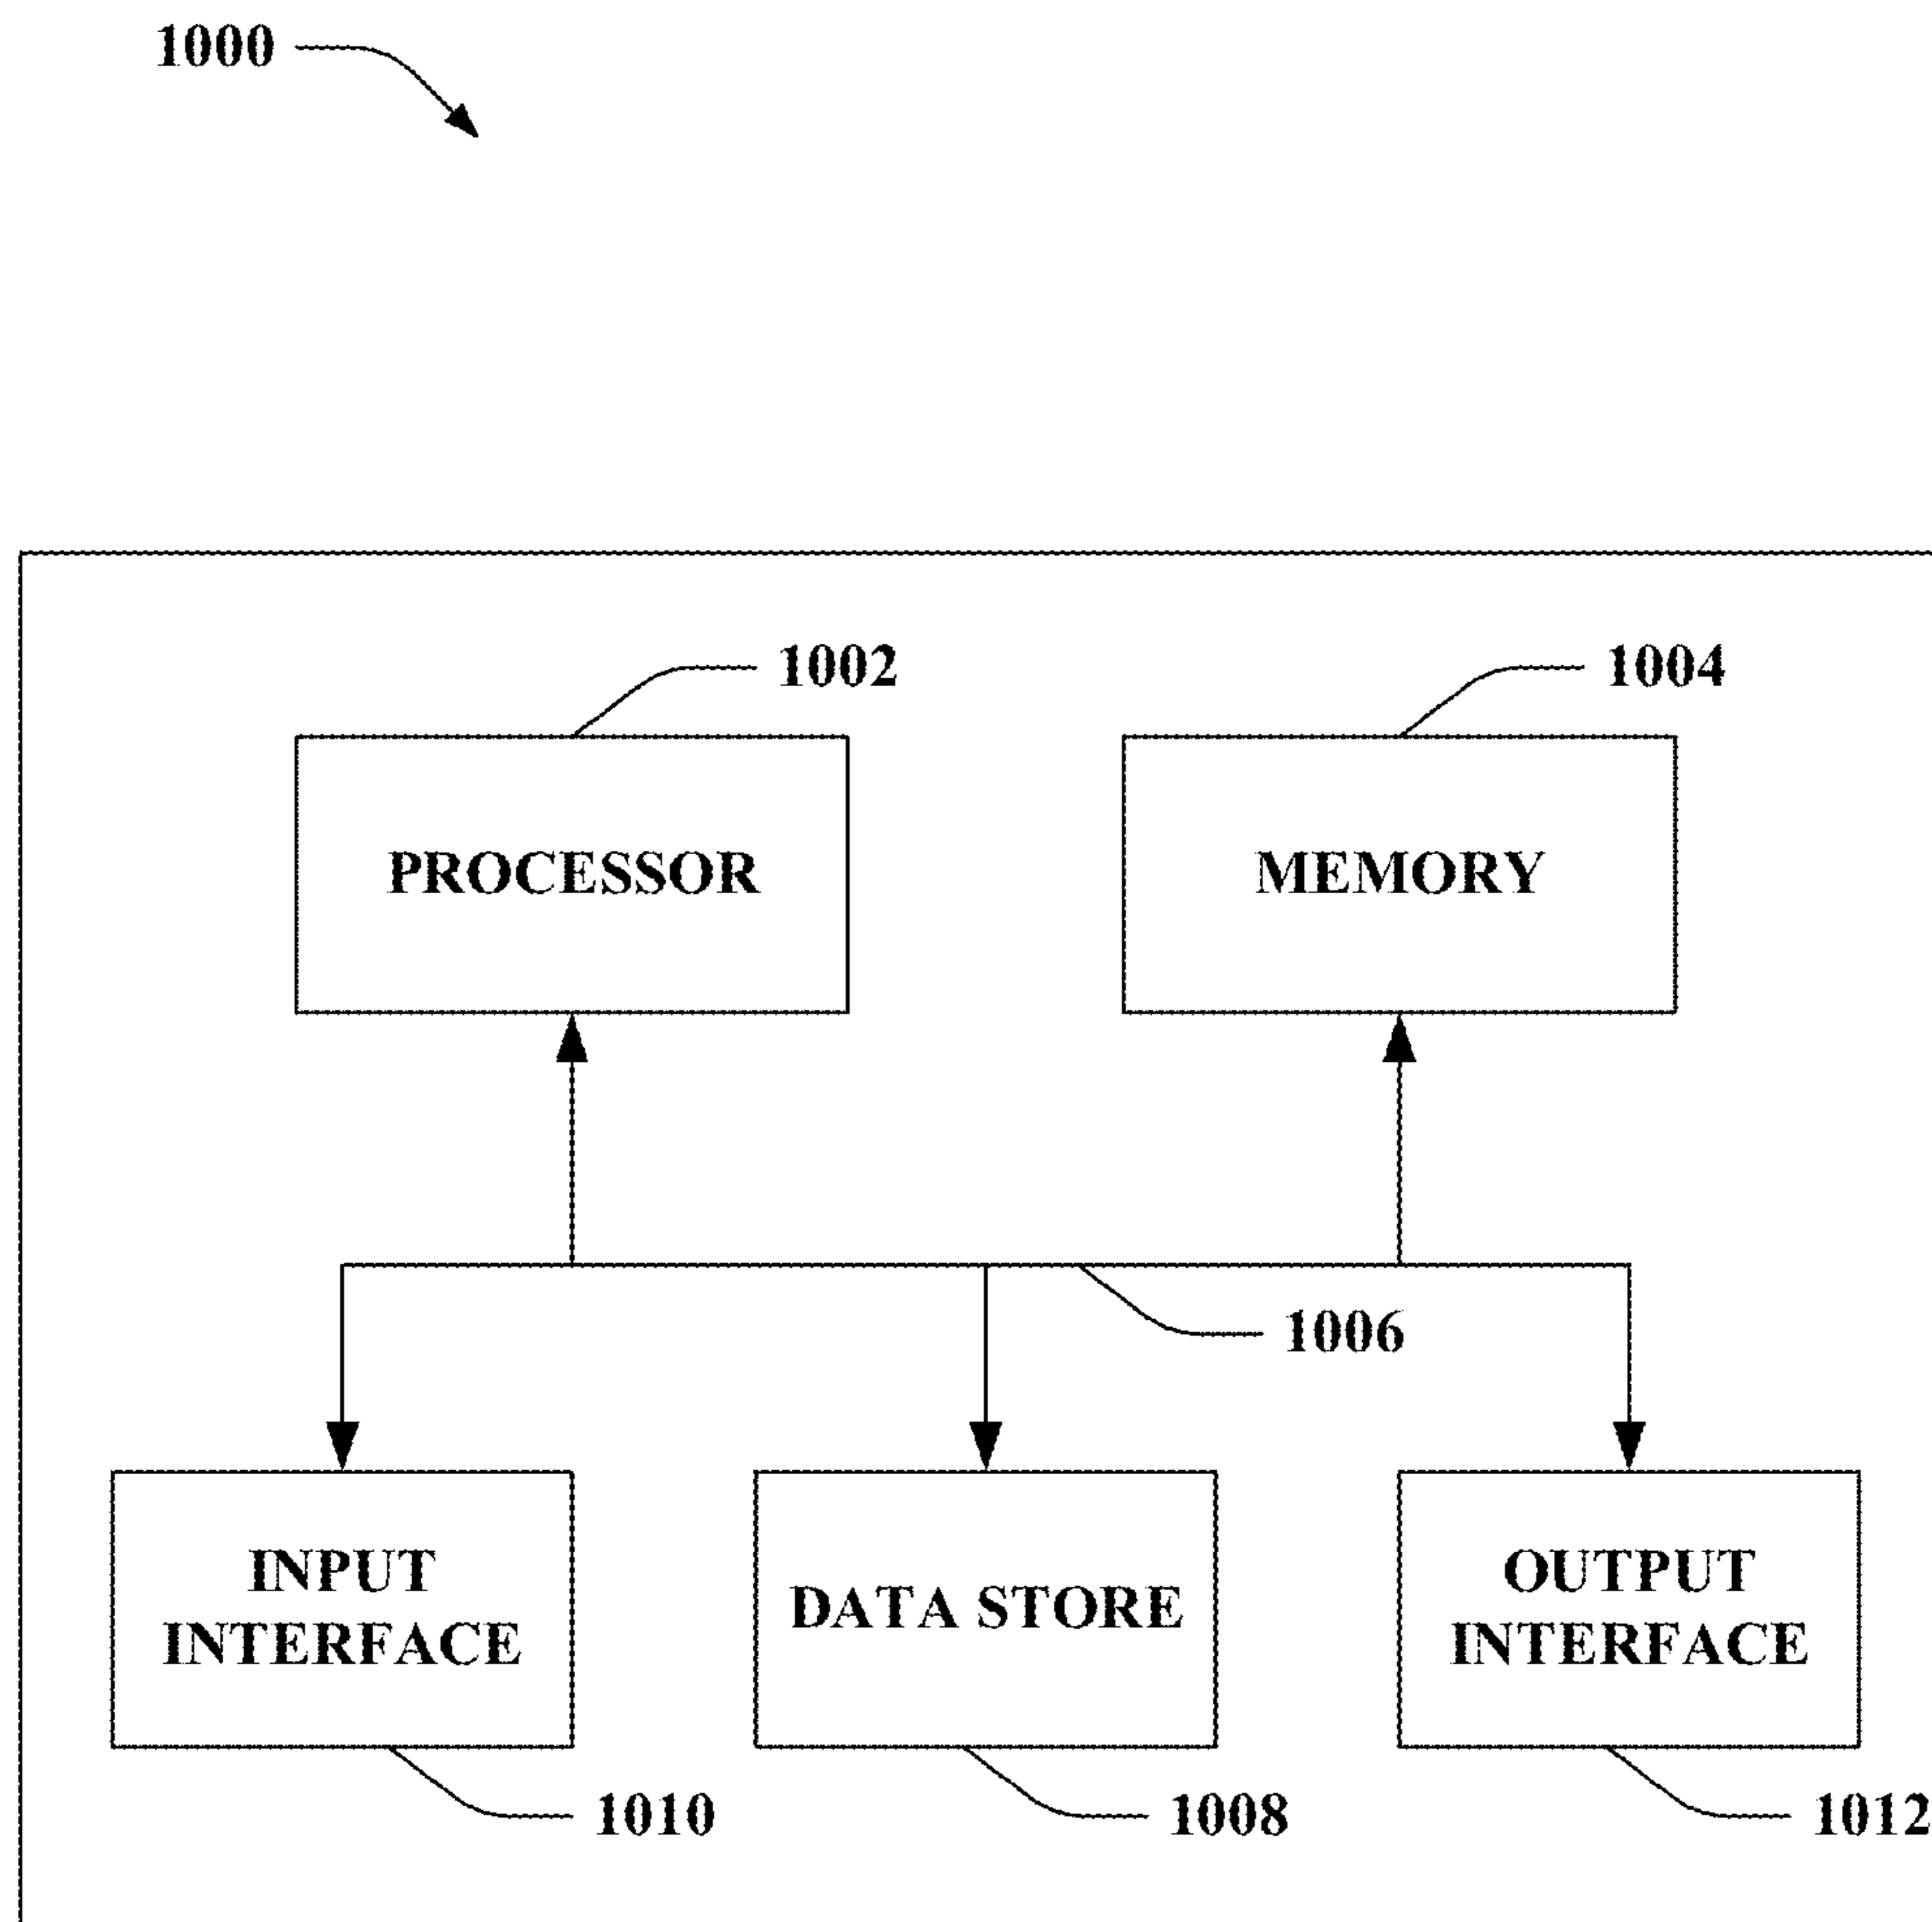 1000
1002
1004
PROCESSOR
MEMORY
1006
INPUT
INTERFACE
DATA STORE
OUTPUT
INTERFACE
1010
1008
1012